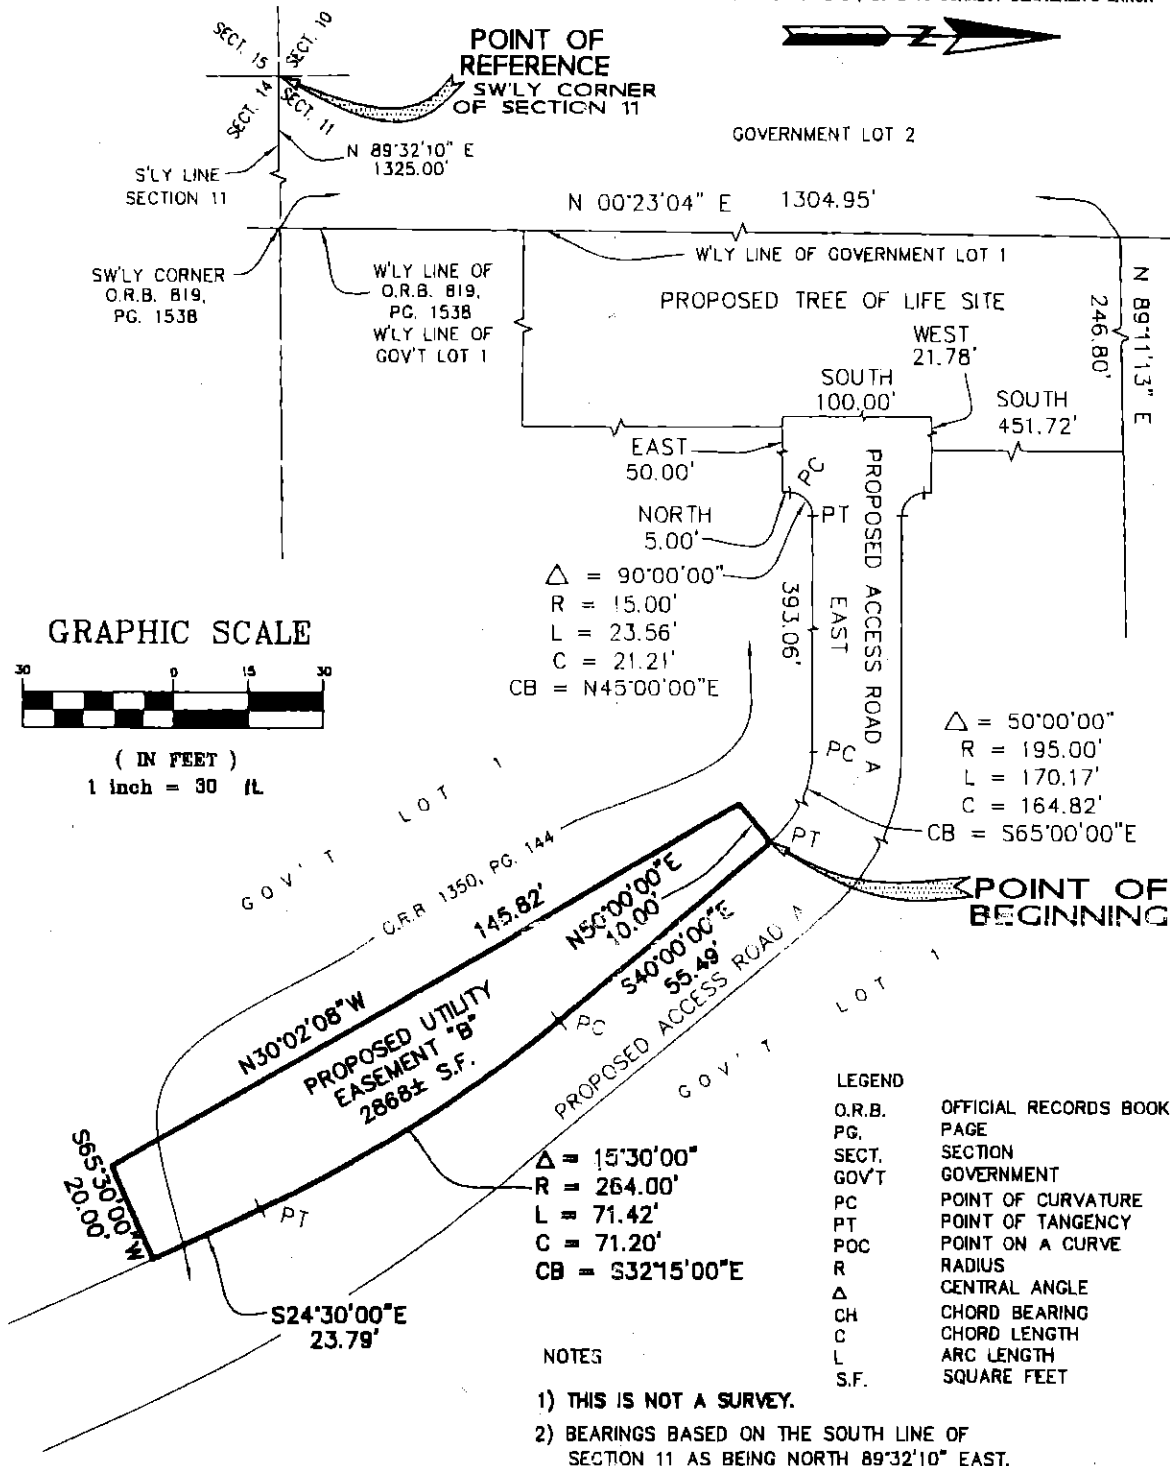 SECT. 15
SECT. 10
SECT. 14
SECT. 11
POINT OF
REFERENCE
SW'LY CORNER
OF SECTION 11
Z
GOVERNMENT LOT 2
N 89°32'10" E
1325.00'
S'LY LINE
SECTION 11
N 00°23'04" E 1304.95'
W'LY LINE OF GOVERNMENT LOT 1
SW'LY CORNER
O.R.B. 819,
PG. 1538
W'LY LINE OF
O.R.B. 819,
PG. 1538
W'LY LINE OF
GOV'T LOT 1
PROPOSED TREE OF LIFE SITE
N 89°11'13" E
246.80'
WEST
21.78'
SOUTH
100.00'
SOUTH
451.72'
EAST
50.00'
PC
NORTH
5.00'
PT
PROPOSED ACCESS ROAD A
EAST
393.06'
△ = 90°00'00"
R = 15.00'
L = 23.56'
C = 21.21'
CB = N45°00'00"E
GRAPHIC SCALE
30 0 15 30
( IN FEET )
1 inch = 30 ft.
PC
△ = 50°00'00"
R = 195.00'
L = 170.17'
C = 164.82'
CB = S65°00'00"E
PT
POINT OF
BEGINNING
GOV'T LOT 1
O.R.B. 1350, PG. 144
145.82'
N30°02'08"W
N50°00'00"E
10.00'
S40°00'00"E
55.49'
PROPOSED ACCESS ROAD A
GOV'T LOT 1
PC
PROPOSED UTILITY
EASEMENT "B"
2868± S.F.
S65°30'00"W
20.00'
PT
△ = 15°30'00"
R = 264.00'
L = 71.42'
C = 71.20'
CB = S32°15'00"E
S24°30'00"E
23.79'
LEGEND
O.R.B. OFFICIAL RECORDS BOOK
PG. PAGE
SECT. SECTION
GOV'T GOVERNMENT
PC POINT OF CURVATURE
PT POINT OF TANGENCY
POC POINT ON A CURVE
R RADIUS
△ CENTRAL ANGLE
CH CHORD BEARING
C CHORD LENGTH
L ARC LENGTH
S.F. SQUARE FEET
NOTES
1) THIS IS NOT A SURVEY.
2) BEARINGS BASED ON THE SOUTH LINE OF
SECTION 11 AS BEING NORTH 89°32'10" EAST.